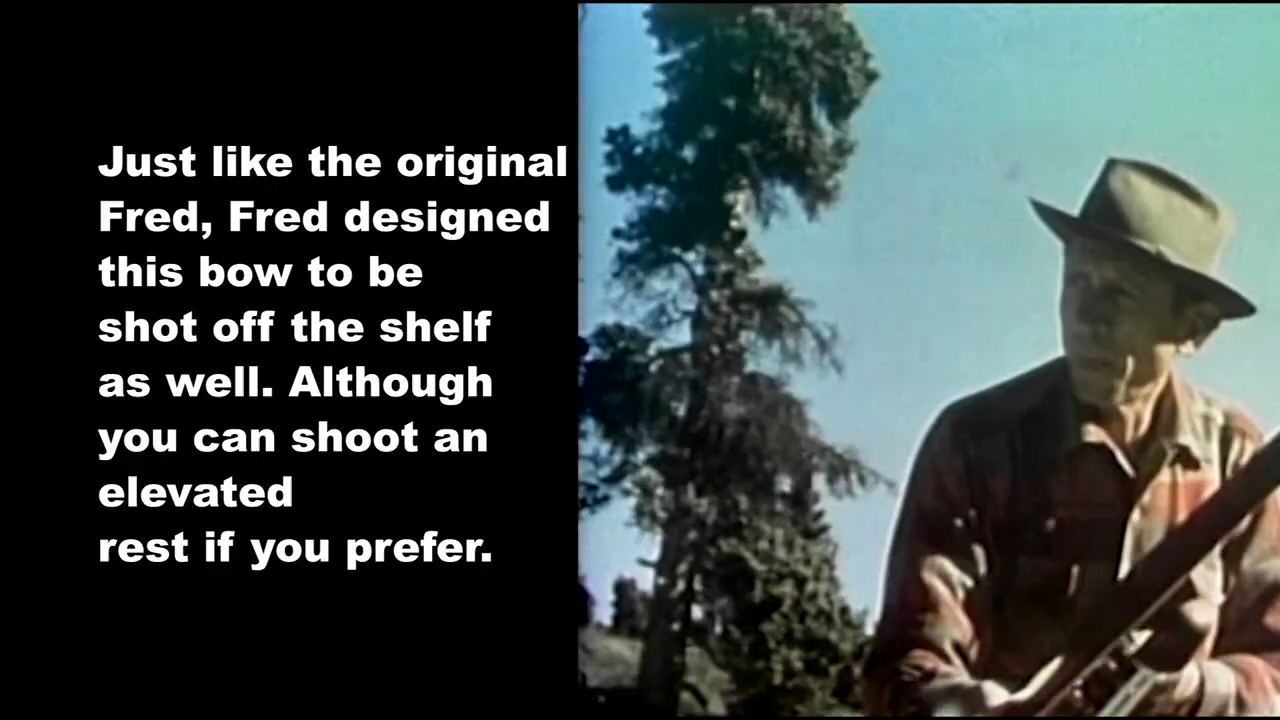 Just like the original
Fred, Fred designed
this bow to be
shot off the shelf
as well. Although
you can shoot an
elevated
rest if you prefer.